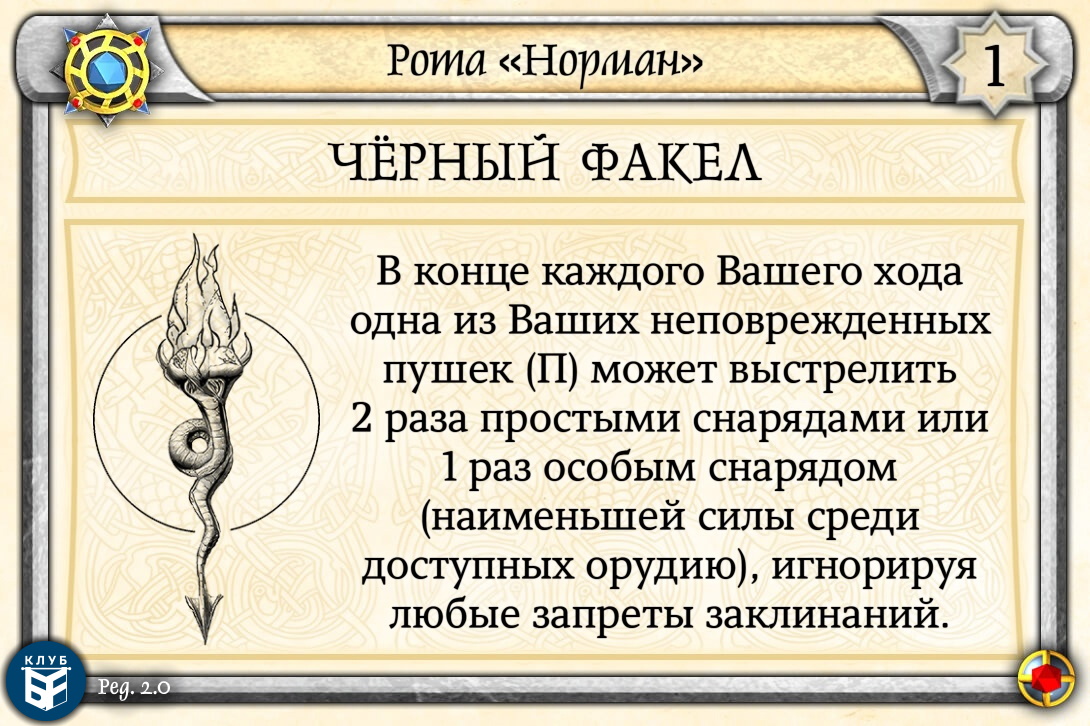 Рота «Норман»
1
ЧЁРНЫЙ ФАКЕЛ
В конце каждого Вашего хода
одна из Ваших неповрежденных
пушек (П) может выстрелить
2 раза простыми снарядами или
1 раз особым снарядом
(наименьшей силы среди
доступных орудию), игнорируя
любые запреты заклинаний.
КЛУБ
Ред. 2.0